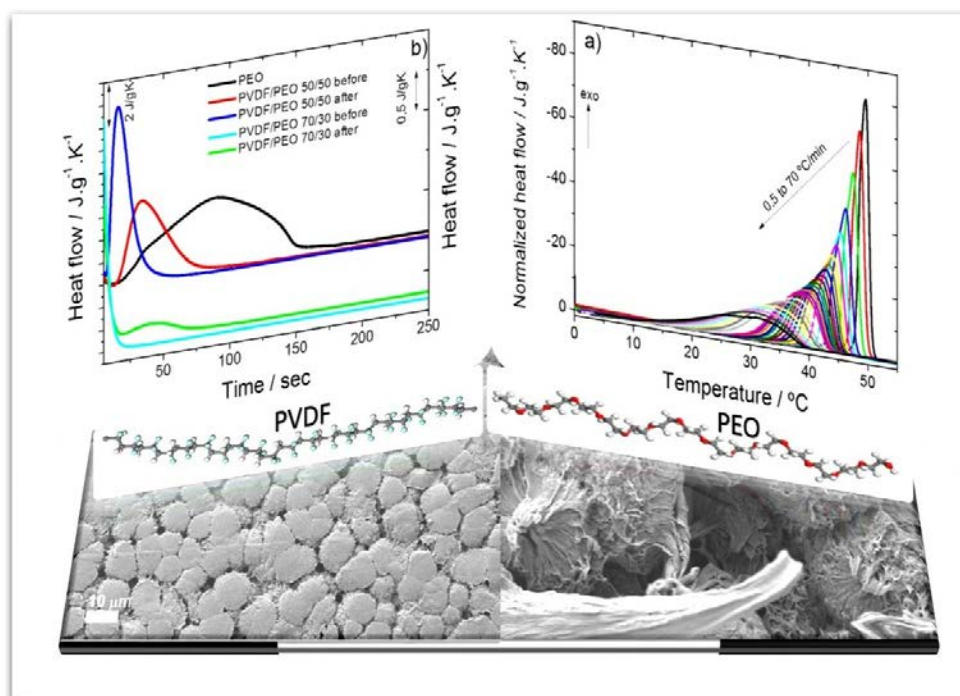 b)
2 J/gK
0,5 J/gK
PEO
PVDF/PEO 50/50 before
PVDF/PEO 50/50 after
PVDF/PEO 70/30 before
PVDF/PEO 70/30 after
Heat flow / J.g⁻¹.K⁻¹
Heat flow / J.g⁻¹.K⁻¹
50
100
150
200
250
Time / sec
a)
-80
-60
-40
-20
0
exo
0.5 to 70 ºC/min
Normalized heat flow / J.g⁻¹.K⁻¹
0
10
20
30
40
50
Temperature / ºC
PVDF
PEO
10 µm